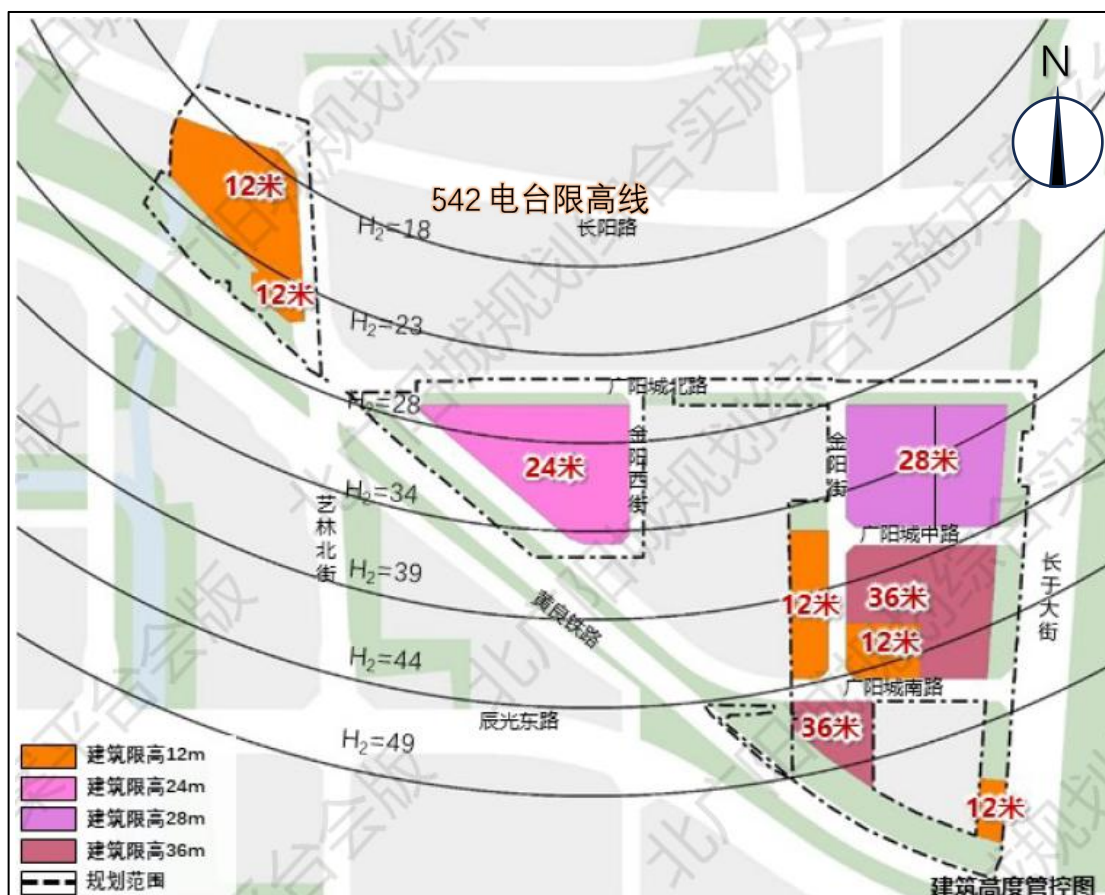 N
12米
542 电台限高线
H2=18
长阳路
12米
H2=23
广阳城北路
H2=28
金阳西街
金阳街
24米
28米
H2=34
艺林北街
广阳城中路
长于大街
H2=39
黄良铁路
12米
36米
12米
H2=44
广阳城南路
辰光东路
36米
H2=49
12米
建筑限高12m
建筑限高24m
建筑限高28m
建筑限高36m
规划范围
建筑高度管控图